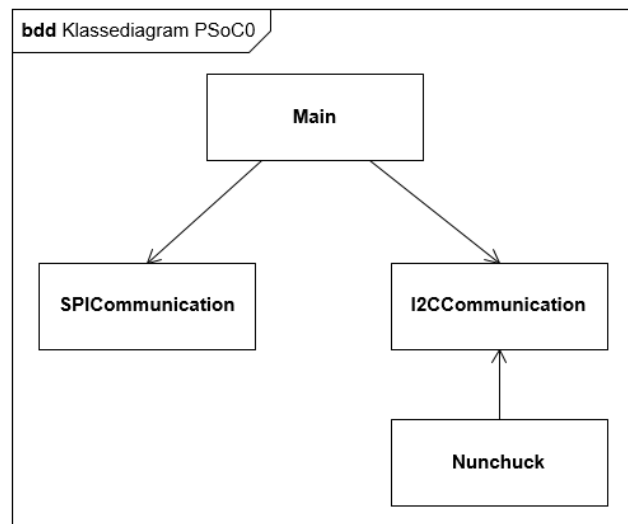 bdd Klassediagram PSoC0
Main
SPICommunication
I2CCommunication
Nunchuck